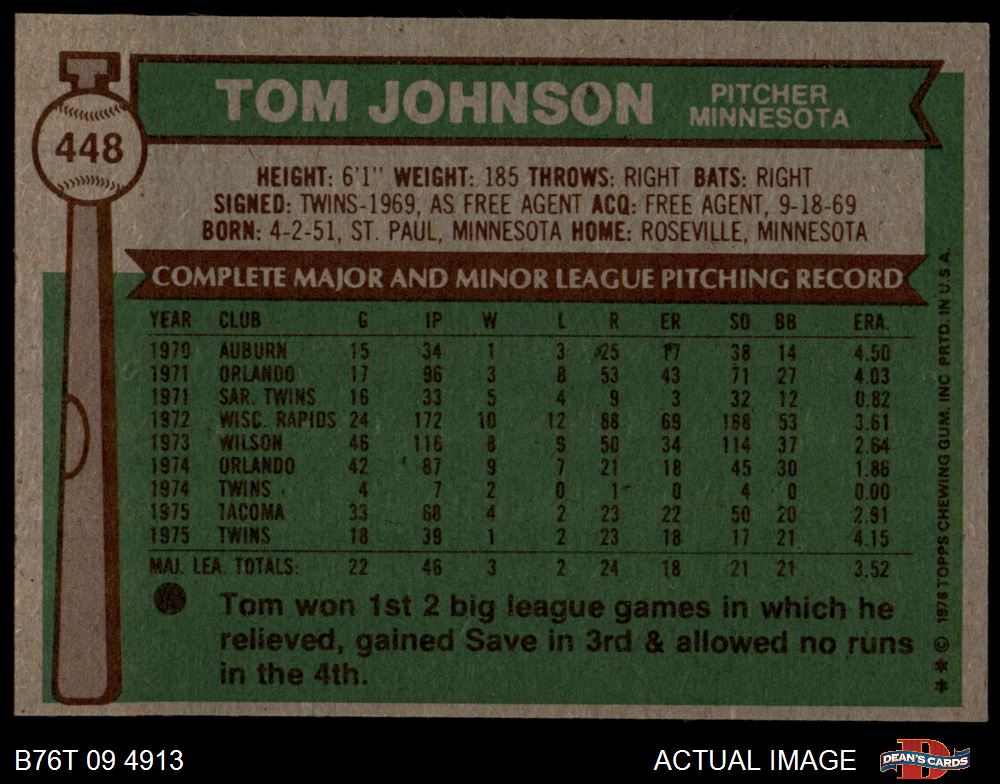 TOM JOHNSON PITCHER
MINNESOTA
448
HEIGHT: 6'1" WEIGHT: 185 THROWS: RIGHT BATS: RIGHT
SIGNED: TWINS-1969, AS FREE AGENT ACQ: FREE AGENT, 9-18-69
BORN: 4-2-51, ST. PAUL, MINNESOTA HOME: ROSEVILLE, MINNESOTA
COMPLETE MAJOR AND MINOR LEAGUE PITCHING RECORD
YEAR CLUB G IP W L R ER SO BB ERA.
1970 AUBURN 15 34 1 3 25 17 38 14 4.50
1971 ORLANDO 17 96 3 8 53 43 71 27 4.03
1971 SAR. TWINS 16 33 5 4 9 3 32 12 0.82
1972 WISC. RAPIDS 24 172 10 12 88 69 168 53 3.61
1973 WILSON 46 116 8 9 50 34 114 37 2.64
1974 ORLANDO 42 87 9 7 21 18 45 30 1.86
1974 TWINS 4 7 2 0 1 0 4 0 0.00
1975 TACOMA 33 68 4 2 23 22 50 20 2.91
1975 TWINS 18 39 1 2 23 18 17 21 4.15
MAJ. LEA. TOTALS: 22 46 3 2 24 18 21 21 3.52
Tom won 1st 2 big league games in which he
relieved, gained Save in 3rd & allowed no runs
in the 4th.
** © 1976 TOPPS CHEWING GUM. INC PRTD. IN U.S.A.
B76T 09 4913
ACTUAL IMAGE
DEAN'S CARDS